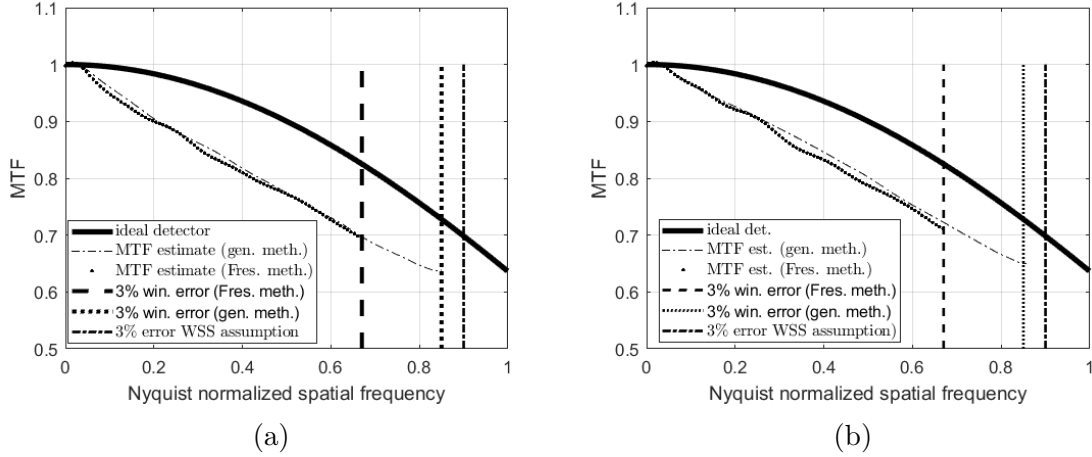 1.1
1
0.9
0.8
0.7
0.6
0.5
MTF
ideal detector
MTF estimate (gen. meth.)
MTF estimate (Fres. meth.)
3% win. error (Fres. meth.)
3% win. error (gen. meth.)
3% error WSS assumption
0 0.2 0.4 0.6 0.8 1
Nyquist normalized spatial frequency
(a)
1.1
1
0.9
0.8
0.7
0.6
0.5
MTF
ideal det.
MTF est. (gen. meth.)
MTF est. (Fres. meth.)
3% win. error (Fres. meth.)
3% win. error (gen. meth.)
3% error WSS assumption)
0 0.2 0.4 0.6 0.8 1
Nyquist normalized spatial frequency
(b)